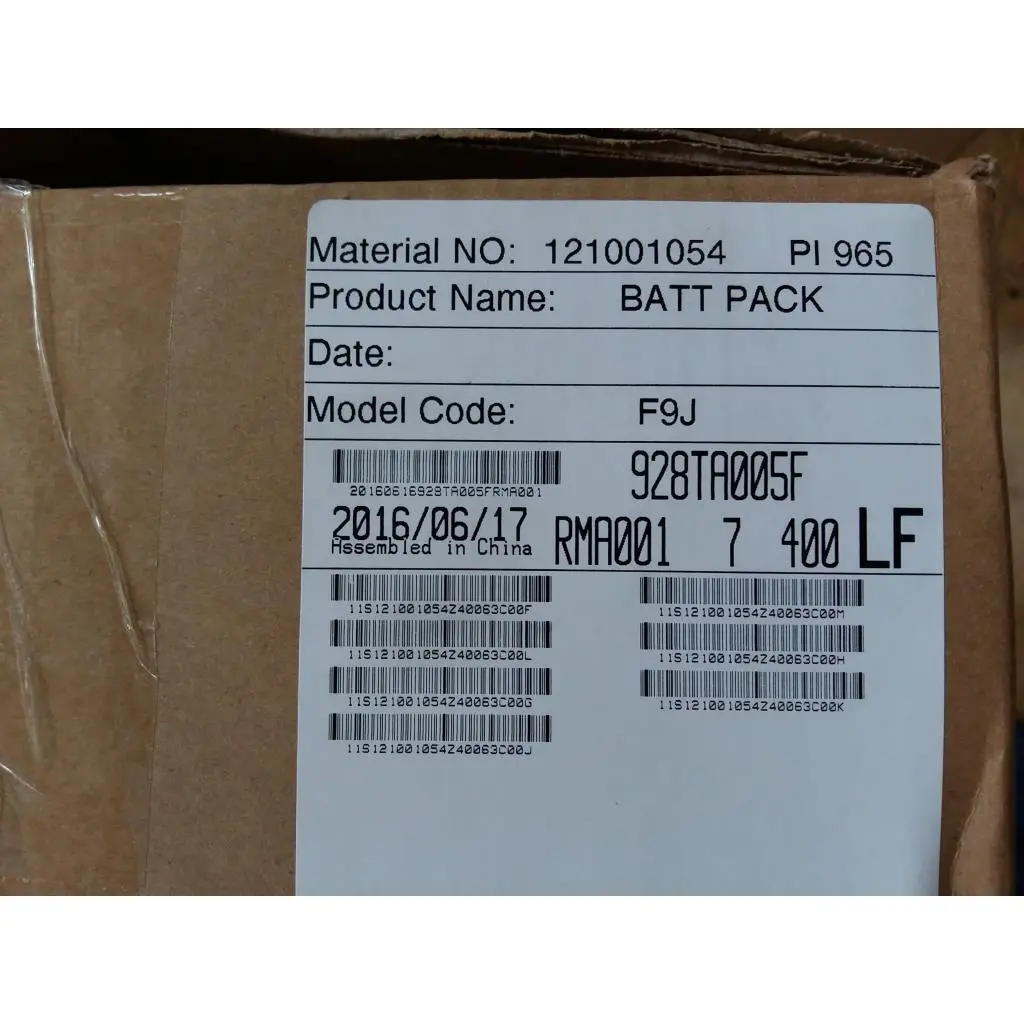 Material NO: 121001054 PI 965
Product Name: BATT PACK
Date:
Model Code: F9J
20160616928TA005FRMA001
928TA005F
2016/06/17
Assembled in China
RMA001 7 400 LF
11S121001054Z40063C00F
11S121001054Z40063C00M
11S121001054Z40063C00L
11S121001054Z40063C00H
11S121001054Z40063C00G
11S121001054Z40063C00K
11S121001054Z40063C00J